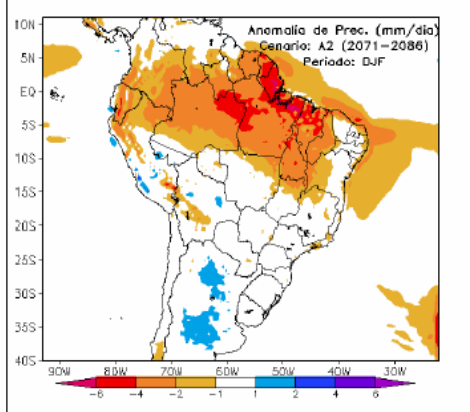 Anomalia de Prec. (mm/dia)
Cenario: A2 (2071-2086)
Periodo: DJF
10N
5N
EQ
5S
10S
15S
20S
25S
30S
35S
40S
90W 80W 70W 60W 50W 40W 30W
-6 -4 -2 -1 1 2 4 6